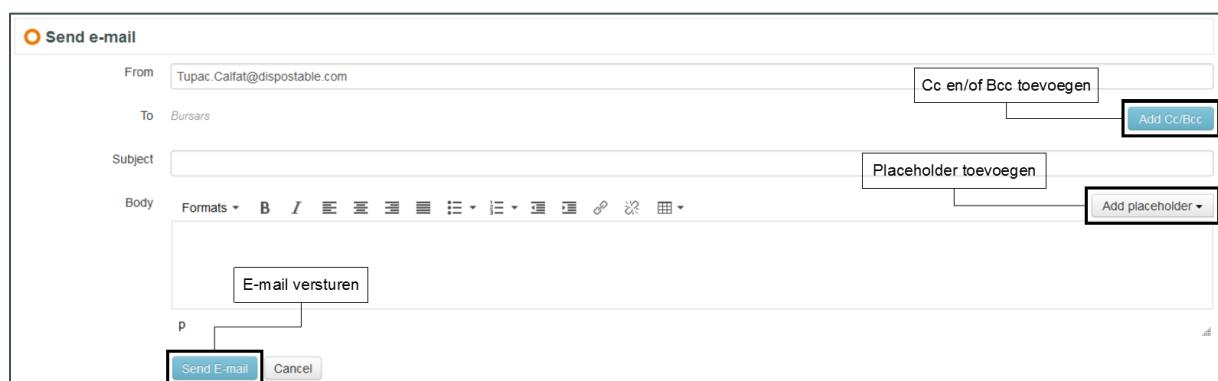 Send e-mail
From Tupac.Calfat@dispostable.com
Cc en/of Bcc toevoegen
To Bursars Add Cc/Bcc
Subject
Placeholder toevoegen
Body Formats B I Add placeholder
E-mail versturen
p
Send E-mail Cancel